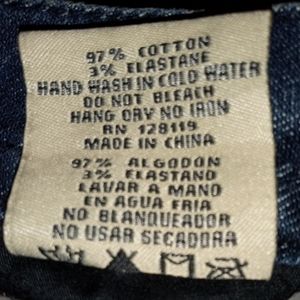 97% COTTON
3% ELASTANE
HAND WASH IN COLD WATER
DO NOT BLEACH
HANG DRY NO IRON
RN 128119
MADE IN CHINA
97% ALGODON
3% ELASTANO
LAVAR A MANO
EN AGUA FRIA
NO BLANQUEADOR
NO USAR SECADORA